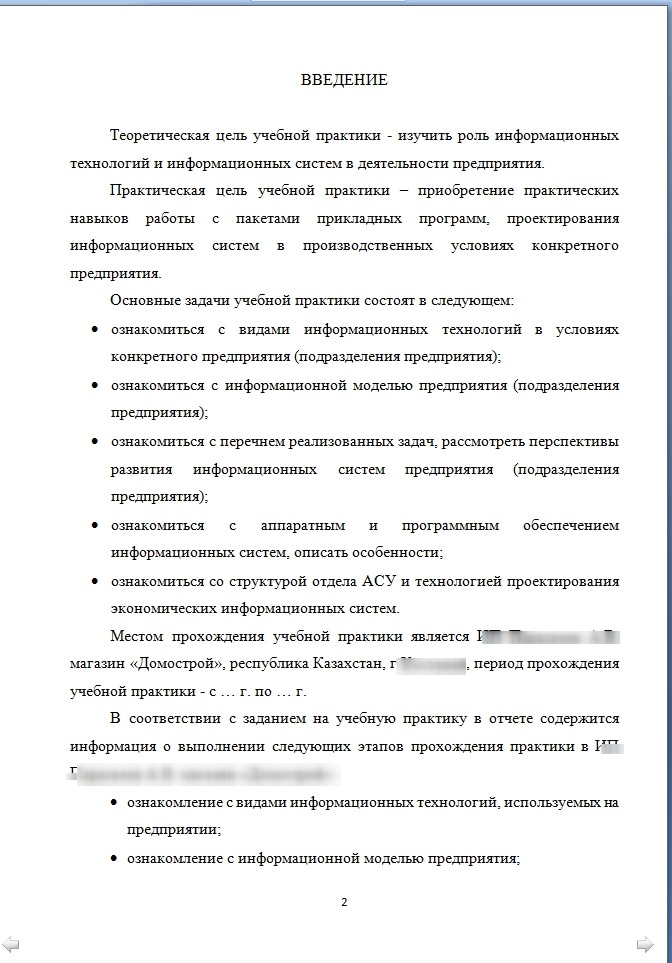 ВВЕДЕНИЕ
Теоретическая цель учебной практики - изучить роль информационных
технологий и информационных систем в деятельности предприятия.
Практическая цель учебной практики – приобретение практических
навыков работы с пакетами прикладных программ, проектирования
информационных систем в производственных условиях конкретного
предприятия.
Основные задачи учебной практики состоят в следующем:
• ознакомиться с видами информационных технологий в условиях
конкретного предприятия (подразделения предприятия);
• ознакомиться с информационной моделью предприятия (подразделения
предприятия);
• ознакомиться с перечнем реализованных задач, рассмотреть перспективы
развития информационных систем предприятия (подразделения
предприятия);
• ознакомиться с аппаратным и программным обеспечением
информационных систем, описать особенности;
• ознакомиться со структурой отдела АСУ и технологией проектирования
экономических информационных систем.
Местом прохождения учебной практики является
магазин «Домострой», республика Казахстан, г , период прохождения
учебной практики - с … г. по … г.
В соответствии с заданием на учебную практику в отчете содержится
информация о выполнении следующих этапов прохождения практики в ИП
• ознакомление с видами информационных технологий, используемых на
предприятии;
• ознакомление с информационной моделью предприятия;
2